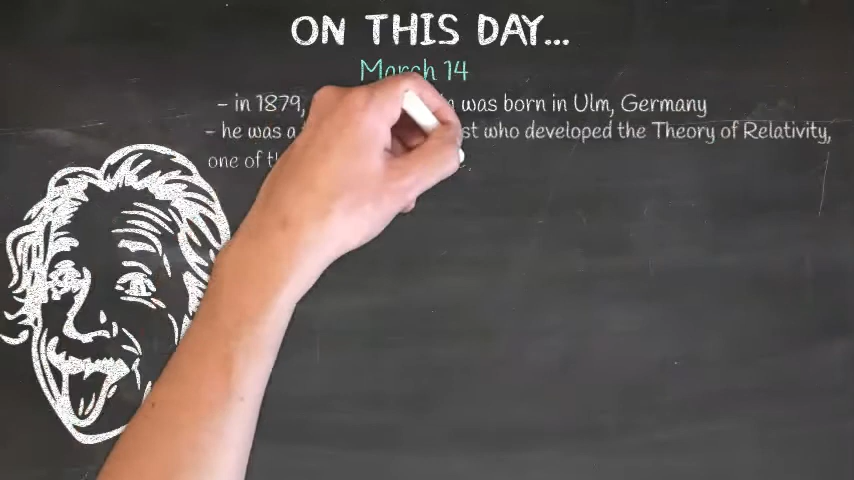 ON THIS DAY...
March 14
- in 1879, was born in Ulm, Germany
- he was a who developed the Theory of Relativity,
one of